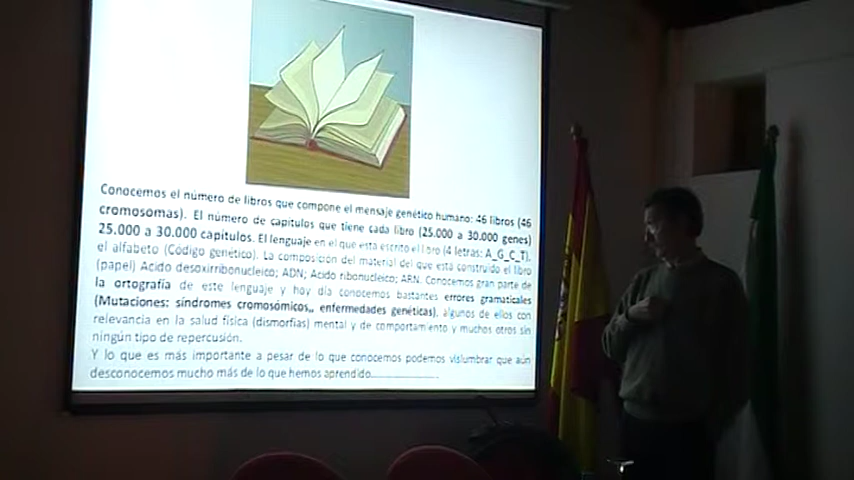 Conocemos el número de libros que compone el mensaje genético humano: 46 libros (46
cromosomas). El número de capítulos que tiene cada libro (25.000 a 30.000 genes)
25.000 a 30.000 capítulos. El lenguaje en el que esta escrito el libro (4 letras: A_G_C_T),
el alfabeto (Código genético). La composición del material del que está construido el libro
(papel) Acido desoxirribonucleico; ADN; Acido ribonucleico; ARN. Conocemos gran parte de
la ortografía de este lenguaje y hoy día conocemos bastantes errores gramaticales
(Mutaciones: síndromes cromosómicos,, enfermedades genéticas), algunos de ellos con
relevancia en la salud física (dismorfias) mental y de comportamiento y muchos otros sin
ningún tipo de repercusión.
Y lo que es más importante a pesar de lo que conocemos podemos vislumbrar que aún
desconocemos mucho más de lo que hemos aprendido......................